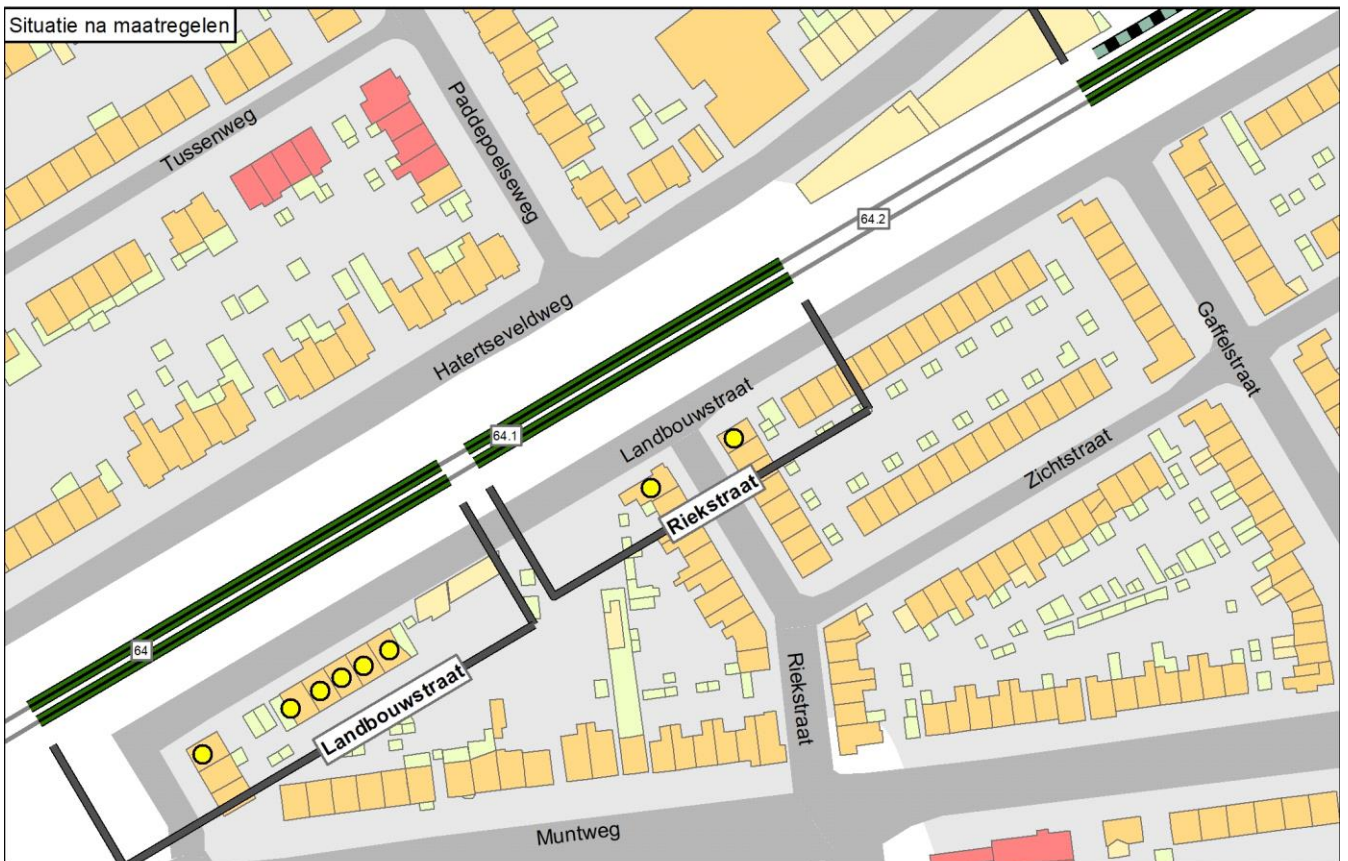 Situatie na maatregelen
Tussenweg
Paddepoelseweg
64.2
Hatertseveldweg
Gaffelstraat
Landbouwstraat
64.1
Zichtstraat
Riekstraat
64
Landbouwstraat
Riekstraat
Muntweg